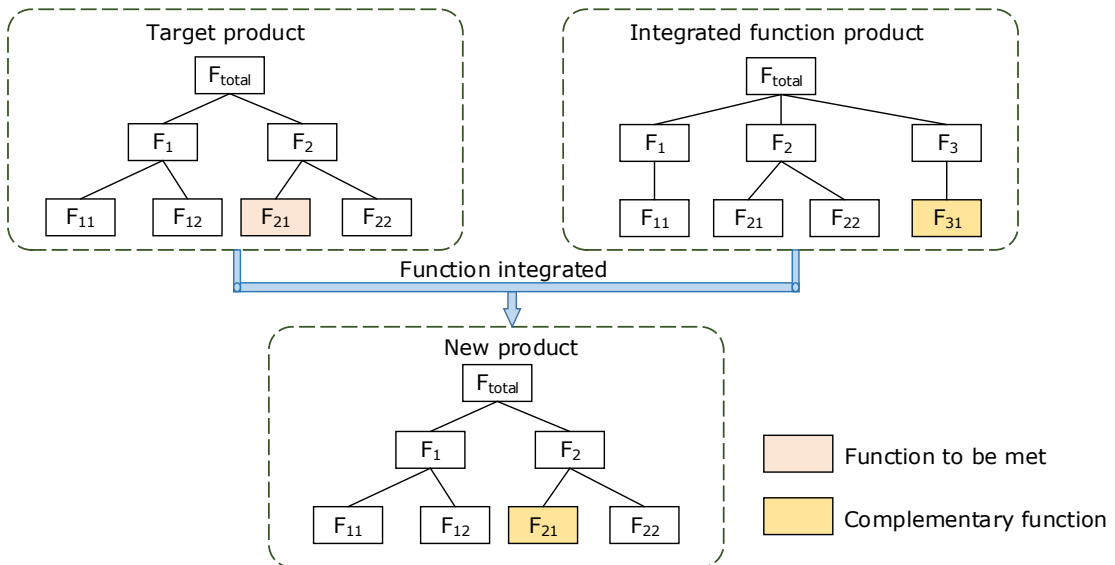 Target product
F_total
F_1 F_2
F_11 F_12 F_21 F_22
Integrated function product
F_total
F_1 F_2 F_3
F_11 F_21 F_22 F_31
Function integrated
New product
F_total
F_1 F_2
F_11 F_12 F_21 F_22
Function to be met
Complementary function